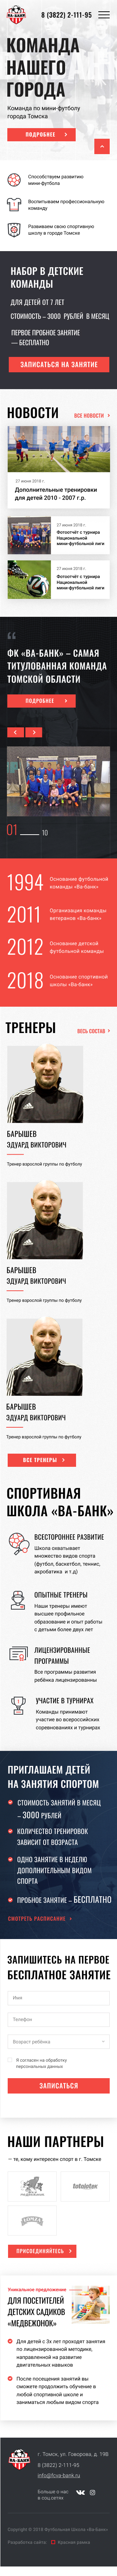 ВА-БАНК
8 (3822) 2-111-95
КОМАНДА
НАШЕГО
ГОРОДА
Команда по мини-футболу
города Томска
ПОДРОБНЕЕ
Способствуем развитию
мини-футбола
Воспитываем профессиональную
команду
Развиваем свою спортивную
школу в городе Томске
НАБОР В ДЕТСКИЕ
КОМАНДЫ
ДЛЯ ДЕТЕЙ ОТ 7 ЛЕТ
СТОИМОСТЬ – 3000 РУБЛЕЙ В МЕСЯЦ
ПЕРВОЕ ПРОБНОЕ ЗАНЯТИЕ
— БЕСПЛАТНО
ЗАПИСАТЬСЯ НА ЗАНЯТИЕ
НОВОСТИ
ВСЕ НОВОСТИ
27 июня 2018 г.
Дополнительные тренировки
для детей 2010 - 2007 г.р.
27 июня 2018 г.
Фотоотчёт с турнира
Национальной
мини-футбольной лиги
27 июня 2018 г.
Фотоотчёт с турнира
Национальной
мини-футбольной лиги
ФК «ВА-БАНК» – САМАЯ
ТИТУЛОВАННАЯ КОМАНДА
ТОМСКОЙ ОБЛАСТИ
ПОДРОБНЕЕ
01 10
1994 Основание футбольной
команды «Ва-банк»
2011 Организация команды
ветеранов «Ва-банк»
2012 Основание детской
футбольной команды
2018 Основание спортивной
школы «Ва-банк»
ТРЕНЕРЫ
ВЕСЬ СОСТАВ
БАРЫШЕВ
ЭДУАРД ВИКТОРОВИЧ
Тренер взрослой группы по футболу
БАРЫШЕВ
ЭДУАРД ВИКТОРОВИЧ
Тренер взрослой группы по футболу
БАРЫШЕВ
ЭДУАРД ВИКТОРОВИЧ
Тренер взрослой группы по футболу
ВСЕ ТРЕНЕРЫ
СПОРТИВНАЯ
ШКОЛА «ВА-БАНК»
ВСЕСТОРОННЕЕ РАЗВИТИЕ
Школа охватывает
множество видов спорта
(футбол, баскетбол, теннис,
акробатика и т.д)
ОПЫТНЫЕ ТРЕНЕРЫ
Наши тренеры имеют
высшее профильное
образование и опыт работы
с детьми более двух лет
ЛИЦЕНЗИРОВАННЫЕ
ПРОГРАММЫ
Все программы развития
ребёнка лицензированны
УЧАСТИЕ В ТУРНИРАХ
Команды принимают
участие во всероссийских
соревнованиях и турнирах
ПРИГЛАШАЕМ ДЕТЕЙ
НА ЗАНЯТИЯ СПОРТОМ
СТОИМОСТЬ ЗАНЯТИЙ В МЕСЯЦ
– 3000 РУБЛЕЙ
КОЛИЧЕСТВО ТРЕНИРОВОК
ЗАВИСИТ ОТ ВОЗРАСТА
ОДНО ЗАНЯТИЕ В НЕДЕЛЮ
ДОПОЛНИТЕЛЬНЫМ ВИДОМ
СПОРТА
ПРОБНОЕ ЗАНЯТИЕ – БЕСПЛАТНО
СМОТРЕТЬ РАСПИСАНИЕ
ЗАПИШИТЕСЬ НА ПЕРВОЕ
БЕСПЛАТНОЕ ЗАНЯТИЕ
Имя
Телефон
Возраст ребёнка
Я согласен на обработку
персональных данных
ЗАПИСАТЬСЯ
НАШИ ПАРТНЕРЫ
— те, кому интересен спорт в г. Томске
ПРИСОЕДИНЯЙТЕСЬ
Уникальное предложение
ДЛЯ ПОСЕТИТЕЛЕЙ
ДЕТСКИХ САДИКОВ
«МЕДВЕЖОНОК»
Для детей с 3х лет проходят занятия
по лицензированной методике,
направленной на развитие
двигательных навыков
После посещения занятий вы
сможете продолжить обучение в
любой спортивной школе и
заниматься любым видом спорта
ВА-БАНК
г. Томск, ул. Говорова, д. 19В
8 (3822) 2-111-95
info@fcva-bank.ru
Больше о нас
в соц.сетях:
Copyright © 2018 Футбольная Школа «Ва-Банк»
Разработка сайта: Красная рамка